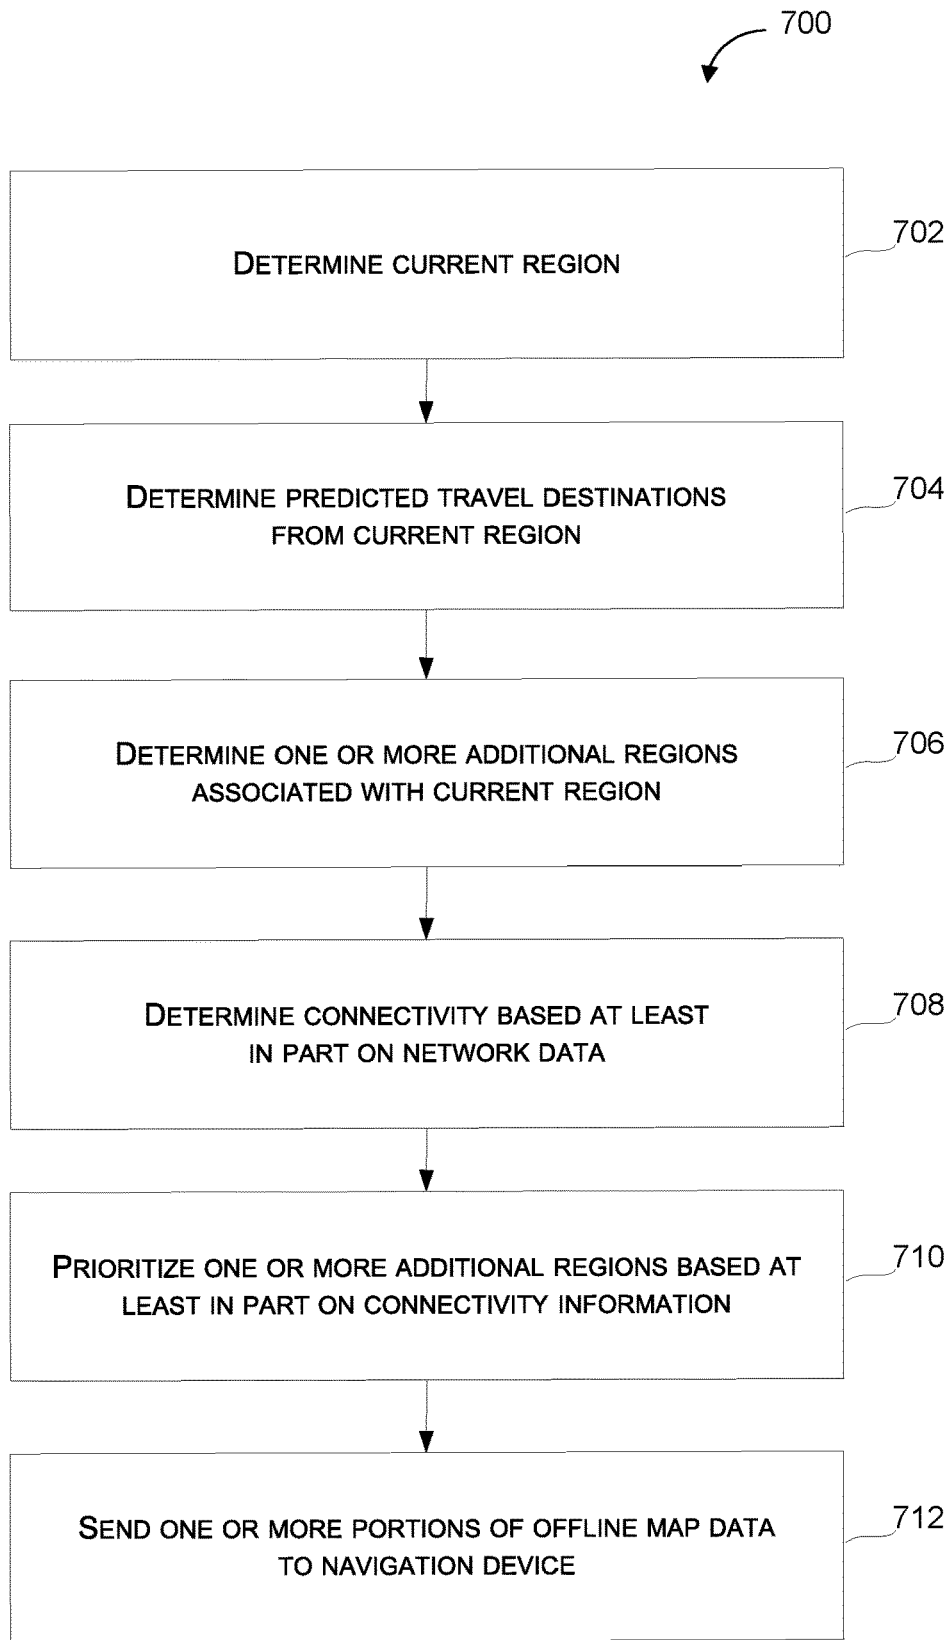 700
DETERMINE CURRENT REGION
702
DETERMINE PREDICTED TRAVEL DESTINATIONS
FROM CURRENT REGION
704
DETERMINE ONE OR MORE ADDITIONAL REGIONS
ASSOCIATED WITH CURRENT REGION
706
DETERMINE CONNECTIVITY BASED AT LEAST
IN PART ON NETWORK DATA
708
PRIORITIZE ONE OR MORE ADDITIONAL REGIONS BASED AT
LEAST IN PART ON CONNECTIVITY INFORMATION
710
SEND ONE OR MORE PORTIONS OF OFFLINE MAP DATA
TO NAVIGATION DEVICE
712